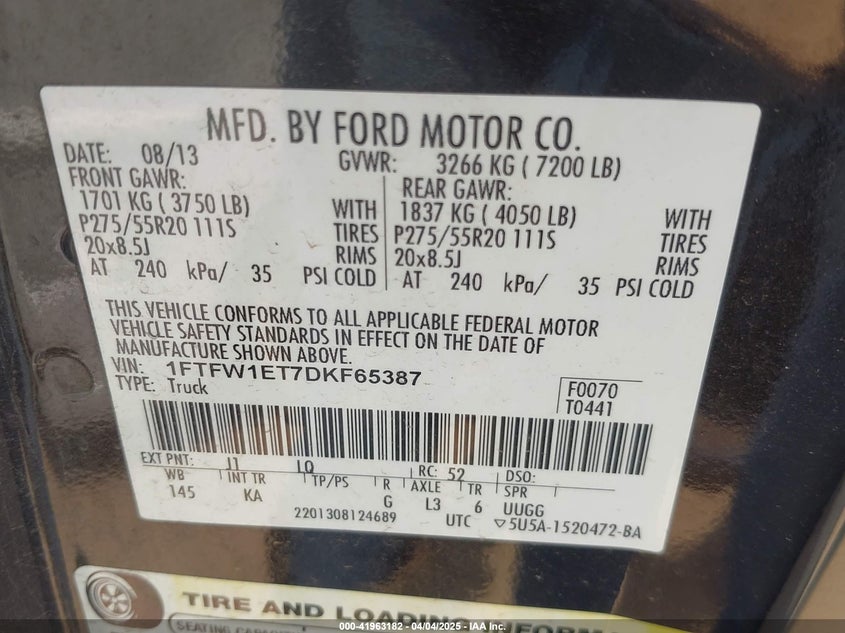 MFD. BY FORD MOTOR CO.
DATE: 08/13 GVWR: 3266 KG ( 7200 LB)
FRONT GAWR: REAR GAWR:
1701 KG ( 3750 LB) WITH 1837 KG ( 4050 LB) WITH
P275/55R20 111S TIRES P275/55R20 111S TIRES
20x8.5J RIMS 20x8.5J RIMS
AT 240 kPa/ 35 PSI COLD AT 240 kPa/ 35 PSI COLD
THIS VEHICLE CONFORMS TO ALL APPLICABLE FEDERAL MOTOR
VEHICLE SAFETY STANDARDS IN EFFECT ON THE DATE OF
MANUFACTURE SHOWN ABOVE.
VIN: 1FTFW1ET7DKF65387
TYPE: Truck
F0070
T0441
EXT PNT: J1 LQ RC: 52 DSO:
WB INT TR TP/PS R AXLE TR SPR
145 KA G L3 6 UUGG
2201308124689 UTC ▽5U5A-1520472-BA
TIRE AND LOADING
000-41963182 - 04/04/2025 - IAA Inc.